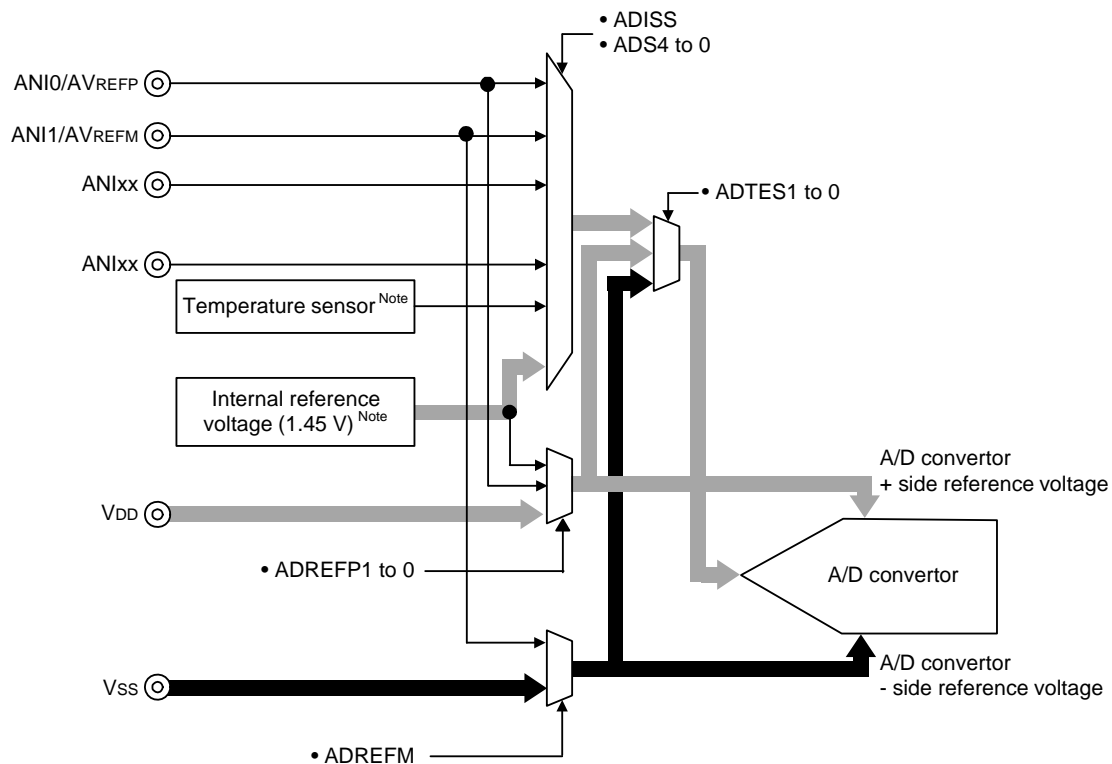 • ADISS
• ADS4 to 0
ANI0/AVREFP
ANI1/AVREFM
ANIxx
• ADTES1 to 0
ANIxx
Temperature sensor Note
Internal reference
voltage (1.45 V) Note
A/D convertor
+ side reference voltage
VDD
• ADREFP1 to 0
A/D convertor
A/D convertor
- side reference voltage
VSS
• ADREFM